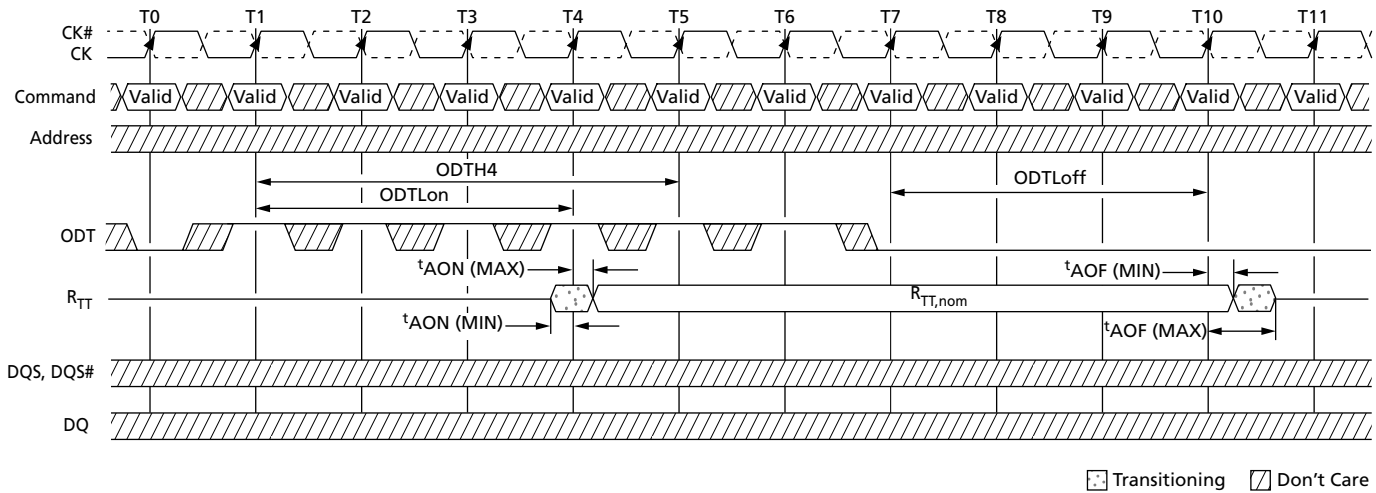 T0 T1 T2 T3 T4 T5 T6 T7 T8 T9 T10 T11
CK#
CK
Command Valid Valid Valid Valid Valid Valid Valid Valid Valid Valid Valid Valid
Address
ODTH4
ODTLoff
ODTLon
ODT
tAON (MAX)
tAOF (MIN)
RTT
RTT,nom
tAON (MIN)
tAOF (MAX)
DQS, DQS#
DQ
Transitioning Don't Care